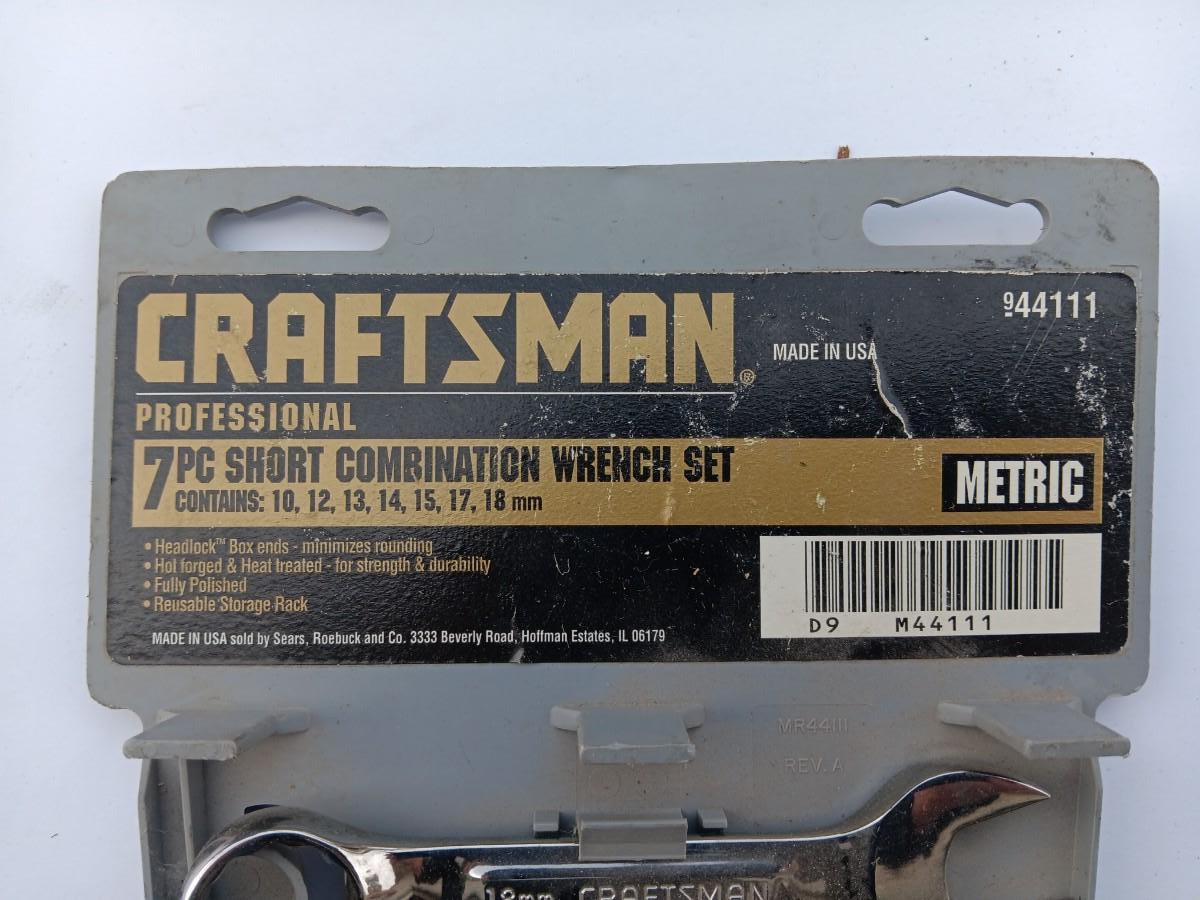 CRAFTSMAN®
MADE IN USA
944111
PROFESSIONAL
7 PC SHORT COMBINATION WRENCH SET
CONTAINS: 10, 12, 13, 14, 15, 17, 18 mm
METRIC
• Headlock™ Box ends - minimizes rounding
• Hot forged & Heat treated - for strength & durability
• Fully Polished
• Reusable Storage Rack
MADE IN USA sold by Sears, Roebuck and Co. 3333 Beverly Road, Hoffman Estates, IL 06179
D9 M44111
MR44111
REV. A
18mm CRAFTSMAN